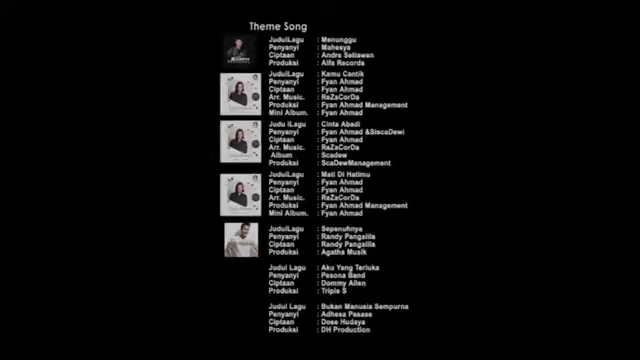 Theme Song
JudulLagu : Menunggu
Penyanyi : Mahesya
Ciptaan : Andra Setiawan
Produksi : Alfa Records
JudulLagu : Kamu Cantik
Penyanyi : Fyan Ahmad
Ciptaan : Fyan Ahmad
Arr. Music. : ReZaCorDa
Produksi : Fyan Ahmad Management
Mini Album. : Fyan Ahmad
Judu lLagu : Cinta Abadi
Penyanyi : Fyan Ahmad &SiscaDewi
Ciptaan : Fyan Ahmad
Arr. Music. : ReZaCorDa
Album : Scadew
Produksi : ScaDewManagement
JudulLagu : Mati Di Hatimu
Penyanyi : Fyan Ahmad
Ciptaan : Fyan Ahmad
Arr. Music. : ReZaCorDa
Produksi : Fyan Ahmad Management
Mini Album. : Fyan Ahmad
JudulLagu : Sepenuhnya
Penyanyi : Randy Pangalila
Ciptaan : Randy Pangalila
Produksi : Agatha Musik
Judul Lagu : Aku Yang Terluka
Penyanyi : Pesona Band
Ciptaan : Dommy Allen
Produksi : Triple S
Judul Lagu : Bukan Manusia Sempurna
Penyanyi : Adhesa Pasase
Ciptaan : Dose Hudaya
Produksi : DH Production